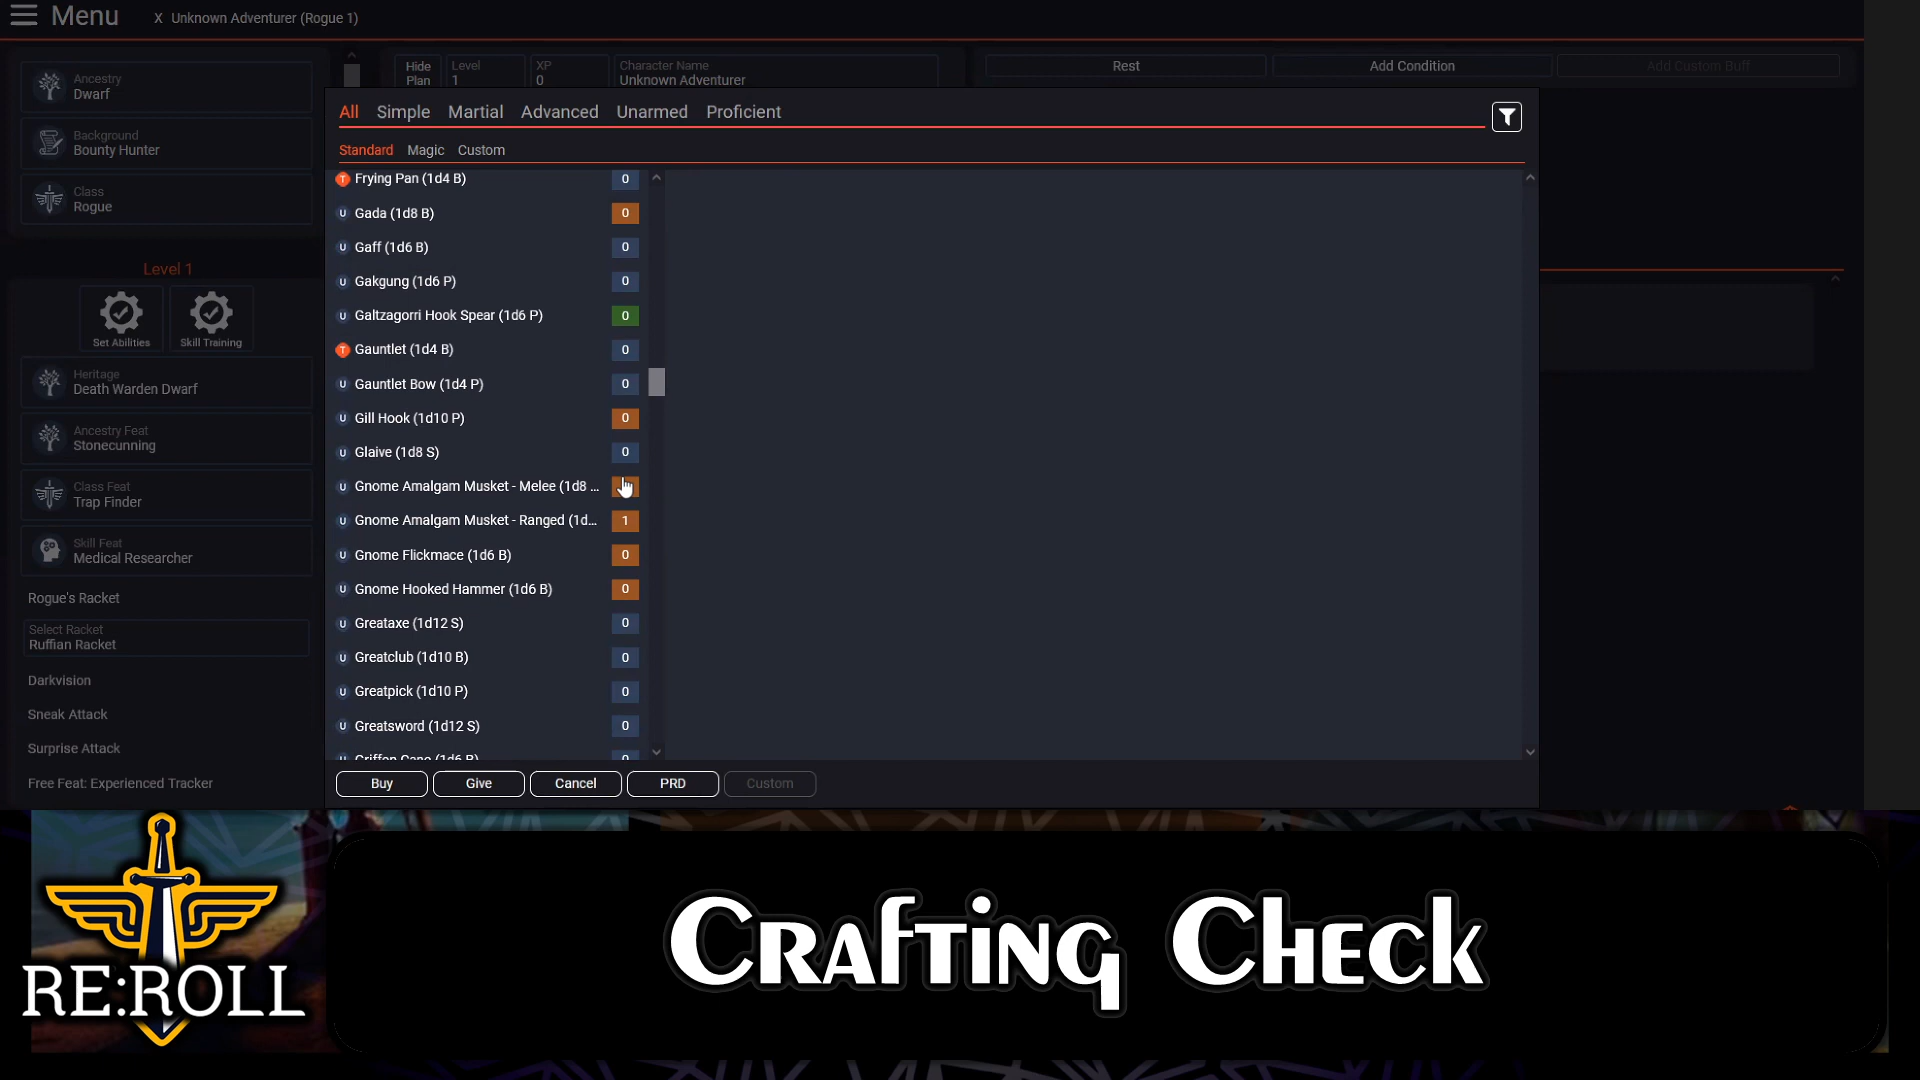 Menu
X Unknown Adventurer (Rogue 1)
Ancestry
Dwarf
Background
Bounty Hunter
Class
Rogue
Level 1
Set Abilities
Skill Training
Heritage
Death Warden Dwarf
Ancestry Feat
Stonecunning
Class Feat
Trap Finder
Skill Feat
Medical Researcher
Rogue's Racket
Select Racket
Ruffian Racket
Darkvision
Sneak Attack
Surprise Attack
Free Feat: Experienced Tracker
Hide Plan
Level
1
XP
0
Character Name
Unknown Adventurer
Rest
Add Condition
Add Custom Buff
All Simple Martial Advanced Unarmed Proficient
Standard Magic Custom
T Frying Pan (1d4 B) 0
U Gada (1d8 B) 0
U Gaff (1d6 B) 0
U Gakgung (1d6 P) 0
U Galtzagorri Hook Spear (1d6 P) 0
T Gauntlet (1d4 B) 0
U Gauntlet Bow (1d4 P) 0
U Gill Hook (1d10 P) 0
U Glaive (1d8 S) 0
U Gnome Amalgam Musket - Melee (1d8 ...
U Gnome Amalgam Musket - Ranged (1d... 1
U Gnome Flickmace (1d6 B) 0
U Gnome Hooked Hammer (1d6 B) 0
U Greataxe (1d12 S) 0
U Greatclub (1d10 B) 0
U Greatpick (1d10 P) 0
U Greatsword (1d12 S) 0
Buy Give Cancel PRD Custom
RE:ROLL
Crafting Check